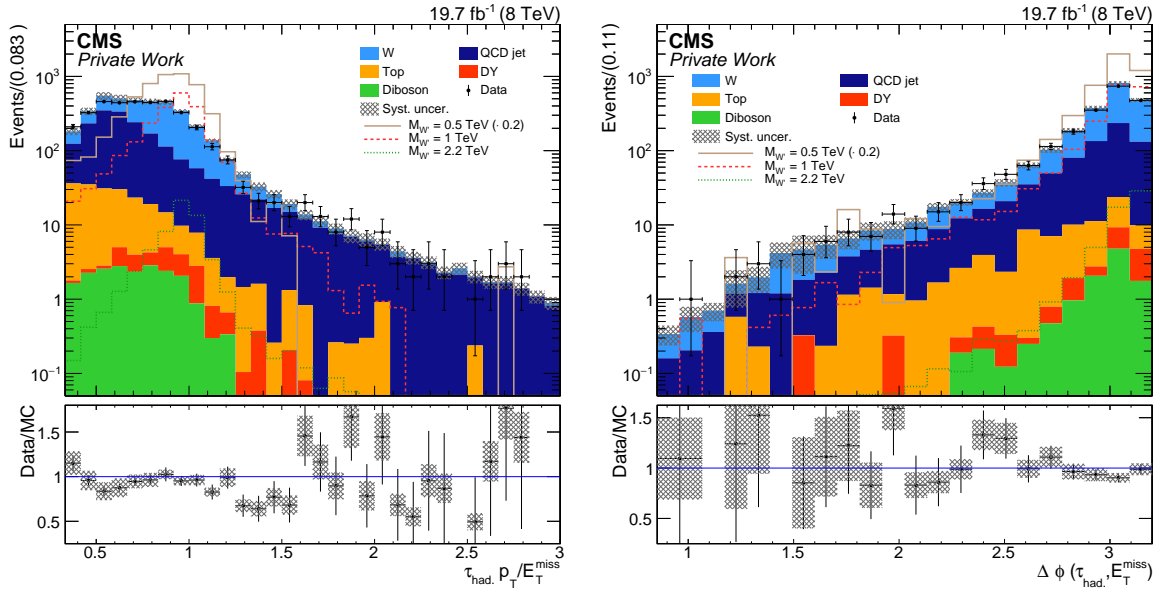 19.7 fb⁻¹ (8 TeV)
CMS
Private Work
W
QCD jet
Top
DY
Diboson
Data
Syst. uncer.
M_W' = 0.5 TeV (· 0.2)
M_W' = 1 TeV
M_W' = 2.2 TeV
Events/(0.083)
10³
10²
10
1
10⁻¹
Data/MC
1.5
1
0.5
0.5
1
1.5
2
2.5
3
τ_had. p_T/E_T^miss
19.7 fb⁻¹ (8 TeV)
CMS
Private Work
W
QCD jet
Top
DY
Diboson
Data
Syst. uncer.
M_W' = 0.5 TeV (· 0.2)
M_W' = 1 TeV
M_W' = 2.2 TeV
Events/(0.11)
10³
10²
10
1
10⁻¹
Data/MC
1.5
1
0.5
1
1.5
2
2.5
3
Δ ϕ (τ_had., E_T^miss)